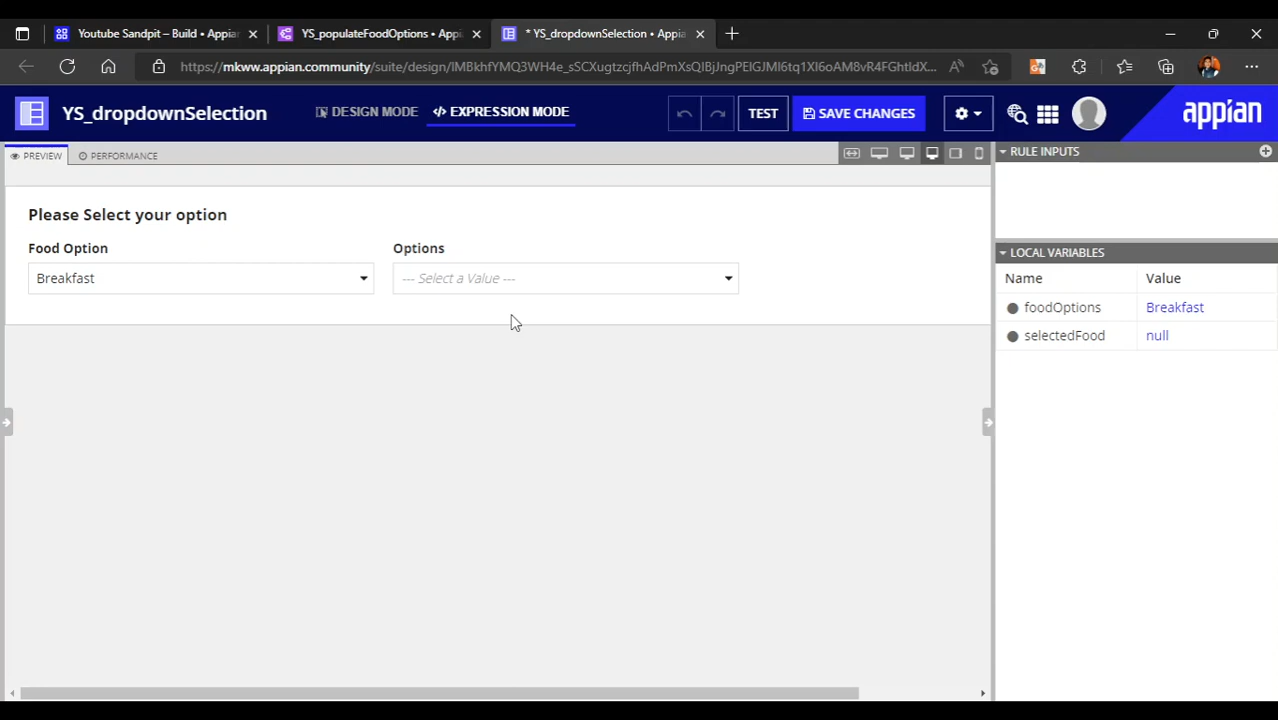 Youtube Sandpit – Build • Appian
YS_populateFoodOptions • Appi
* YS_dropdownSelection • Appia
https://mkww.appian.community/suite/design/
YS_dropdownSelection
DESIGN MODE
EXPRESSION MODE
TEST
SAVE CHANGES
appian
PREVIEW
PERFORMANCE
RULE INPUTS
Please Select your option
Food Option
Options
Breakfast
--- Select a Value ---
LOCAL VARIABLES
Name
Value
foodOptions
Breakfast
selectedFood
null